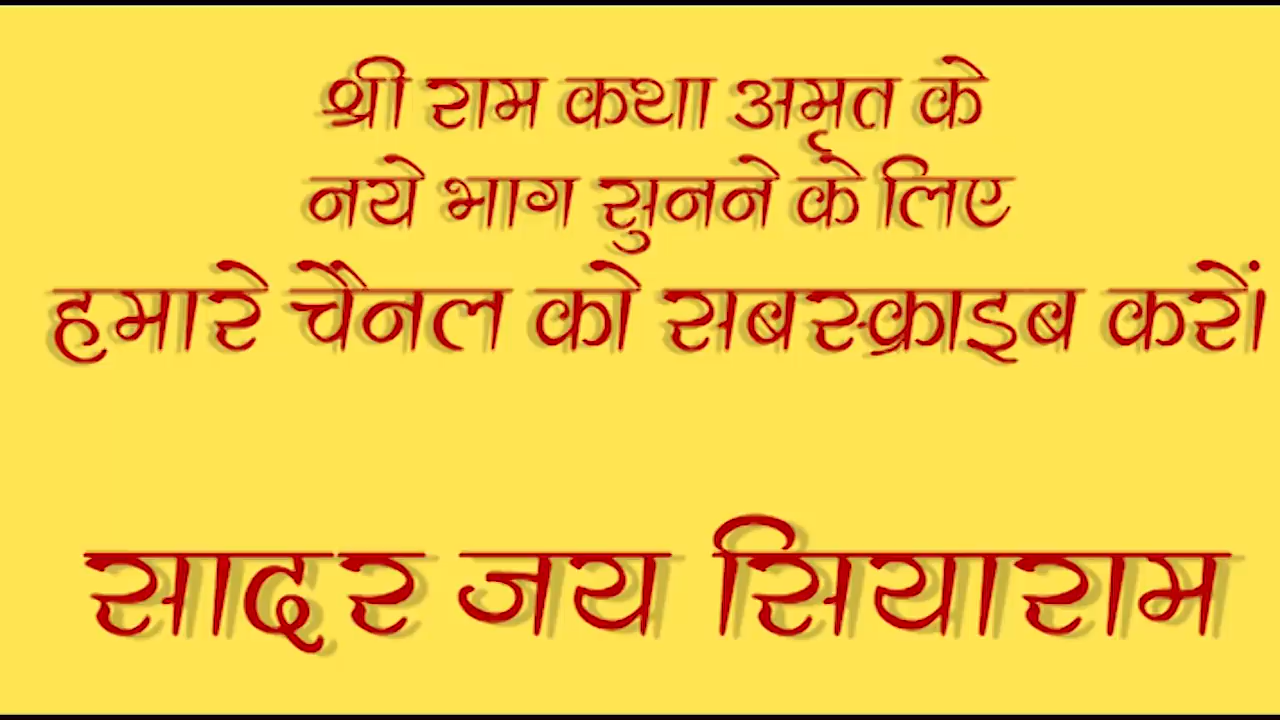 श्री राम कथा अमृत के
नये भाग सुनने के लिए
हमारे चैनल को सबस्क्राइब करें।
सादर जय सियाराम